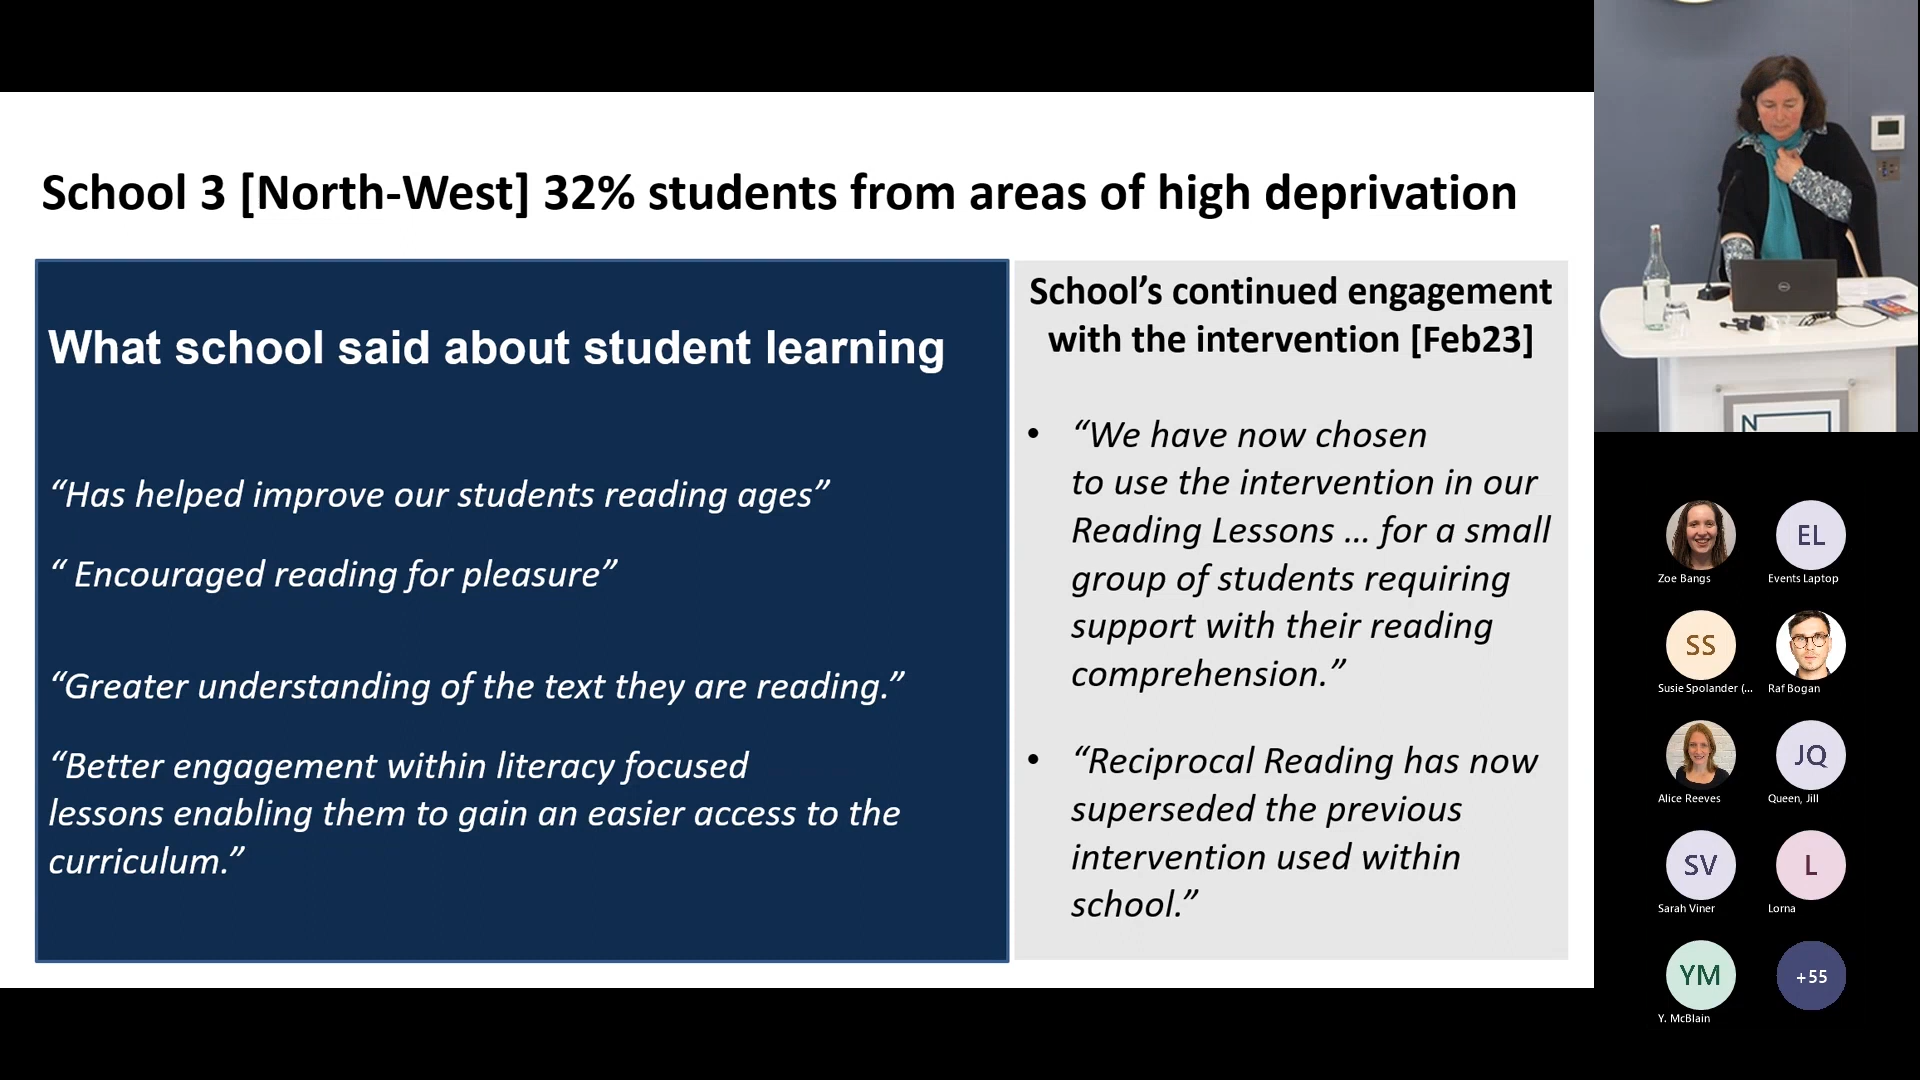 School 3 [North-West] 32% students from areas of high deprivation
What school said about student learning
“Has helped improve our students reading ages”
“ Encouraged reading for pleasure”
“Greater understanding of the text they are reading.”
“Better engagement within literacy focused
lessons enabling them to gain an easier access to the
curriculum.”
School’s continued engagement
with the intervention [Feb23]
• “We have now chosen
to use the intervention in our
Reading Lessons ... for a small
group of students requiring
support with their reading
comprehension.”
• “Reciprocal Reading has now
superseded the previous
intervention used within
school.”
N
Zoe Bangs
EL
Events Laptop
SS
Susie Spolander (...
Raf Bogan
Alice Reeves
JQ
Queen, Jill
SV
Sarah Viner
L
Lorna
YM
Y. McBlain
+55